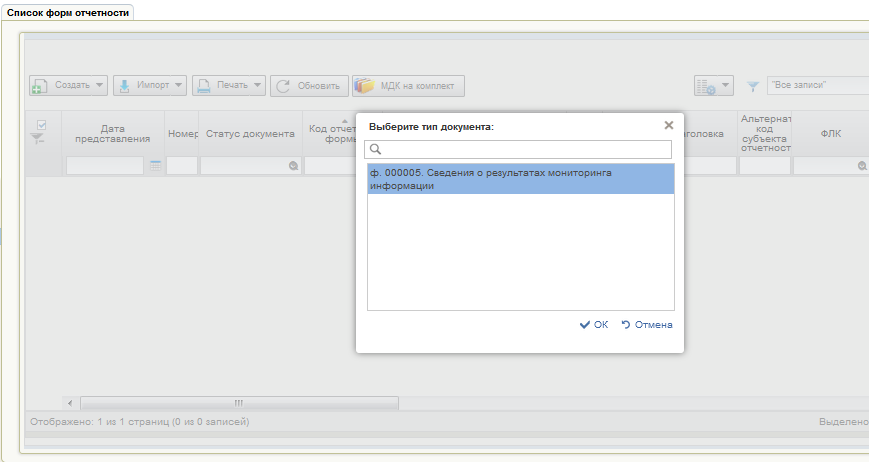 Список форм отчетности
Создать
Импорт
Печать
Обновить
МДК на комплект
"Все записи"
Дата
представления
Номер
Статус документа
Код отчет
формы
аголовка
Альтернат
код
субъекта
отчетност
ФЛК
Выберите тип документа:
ф. 000005. Сведения о результатах мониторинга
информации
ОК
Отмена
Отображено: 1 из 1 страниц (0 из 0 записей)
Выделено